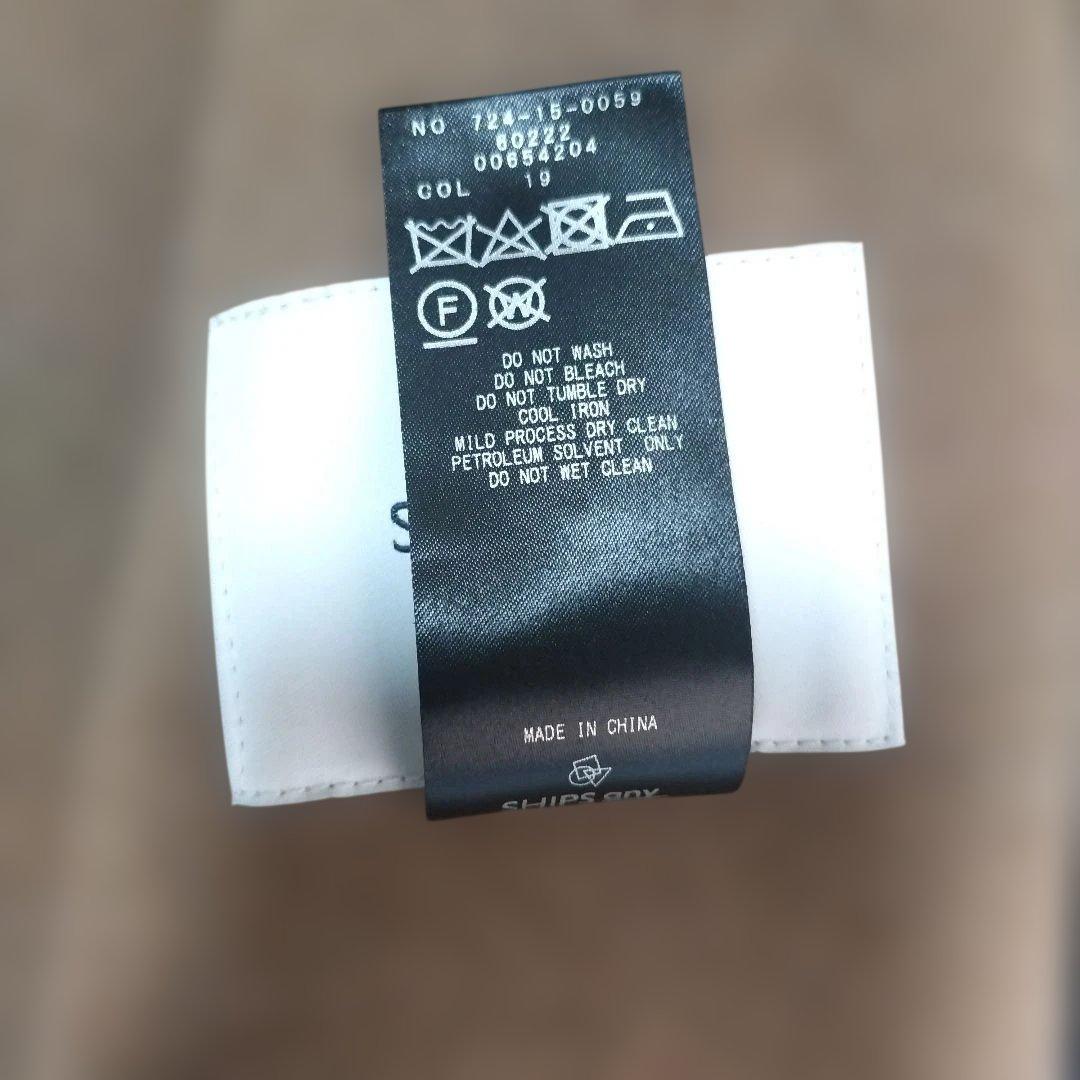 NO 724-15-0059
60222
00654204
COL 19
F W
DO NOT WASH
DO NOT BLEACH
DO NOT TUMBLE DRY
COOL IRON
MILD PROCESS DRY CLEAN
PETROLEUM SOLVENT ONLY
DO NOT WET CLEAN
S
MADE IN CHINA
SHIPS any